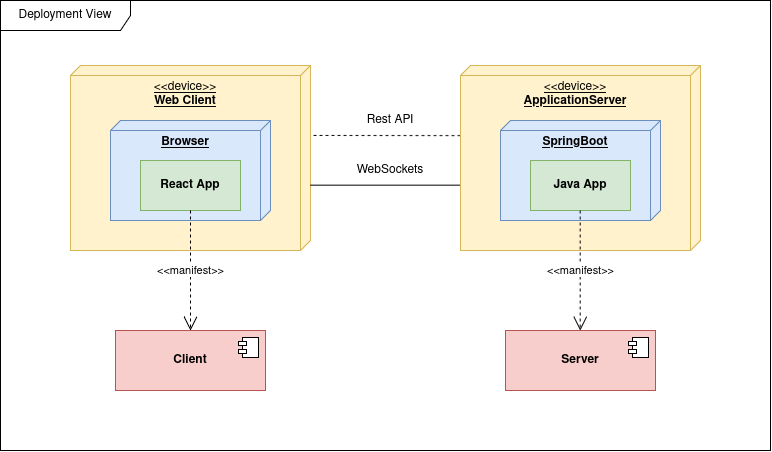 Deployment View
<<device>>
Web Client
Browser
React App
Rest API
WebSockets
<<device>>
ApplicationServer
SpringBoot
Java App
<<manifest>>
<<manifest>>
Client
Server